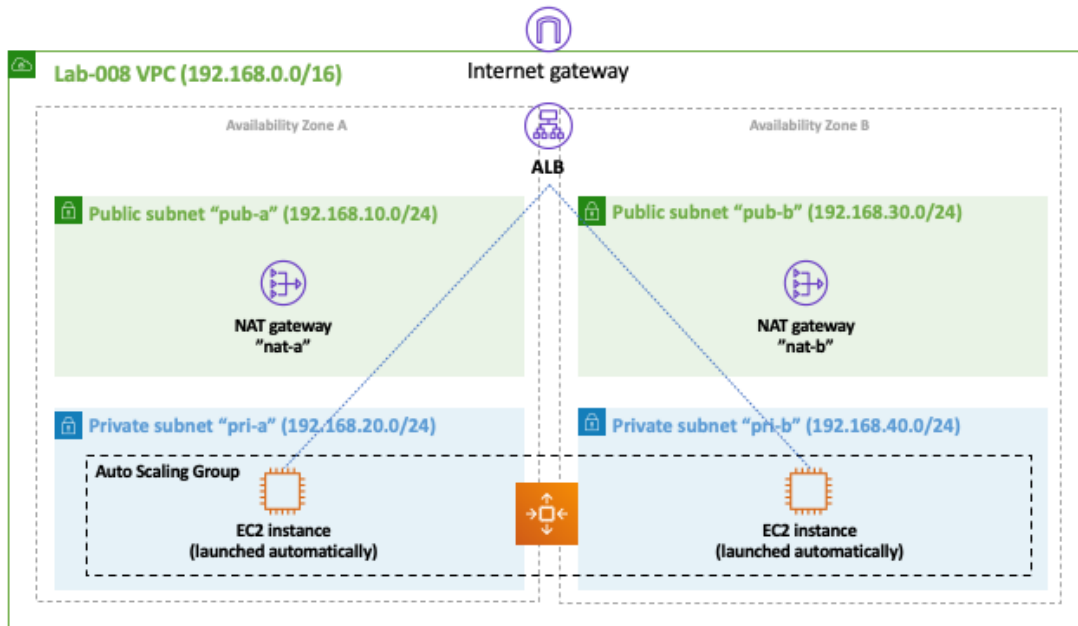 Internet gateway
Lab-008 VPC (192.168.0.0/16)
Availability Zone A
Availability Zone B
ALB
Public subnet “pub-a” (192.168.10.0/24)
Public subnet “pub-b” (192.168.30.0/24)
NAT gateway
”nat-a”
NAT gateway
“nat-b”
Private subnet “pri-a” (192.168.20.0/24)
Private subnet “pri-b” (192.168.40.0/24)
Auto Scaling Group
EC2 instance
(launched automatically)
EC2 instance
(launched automatically)